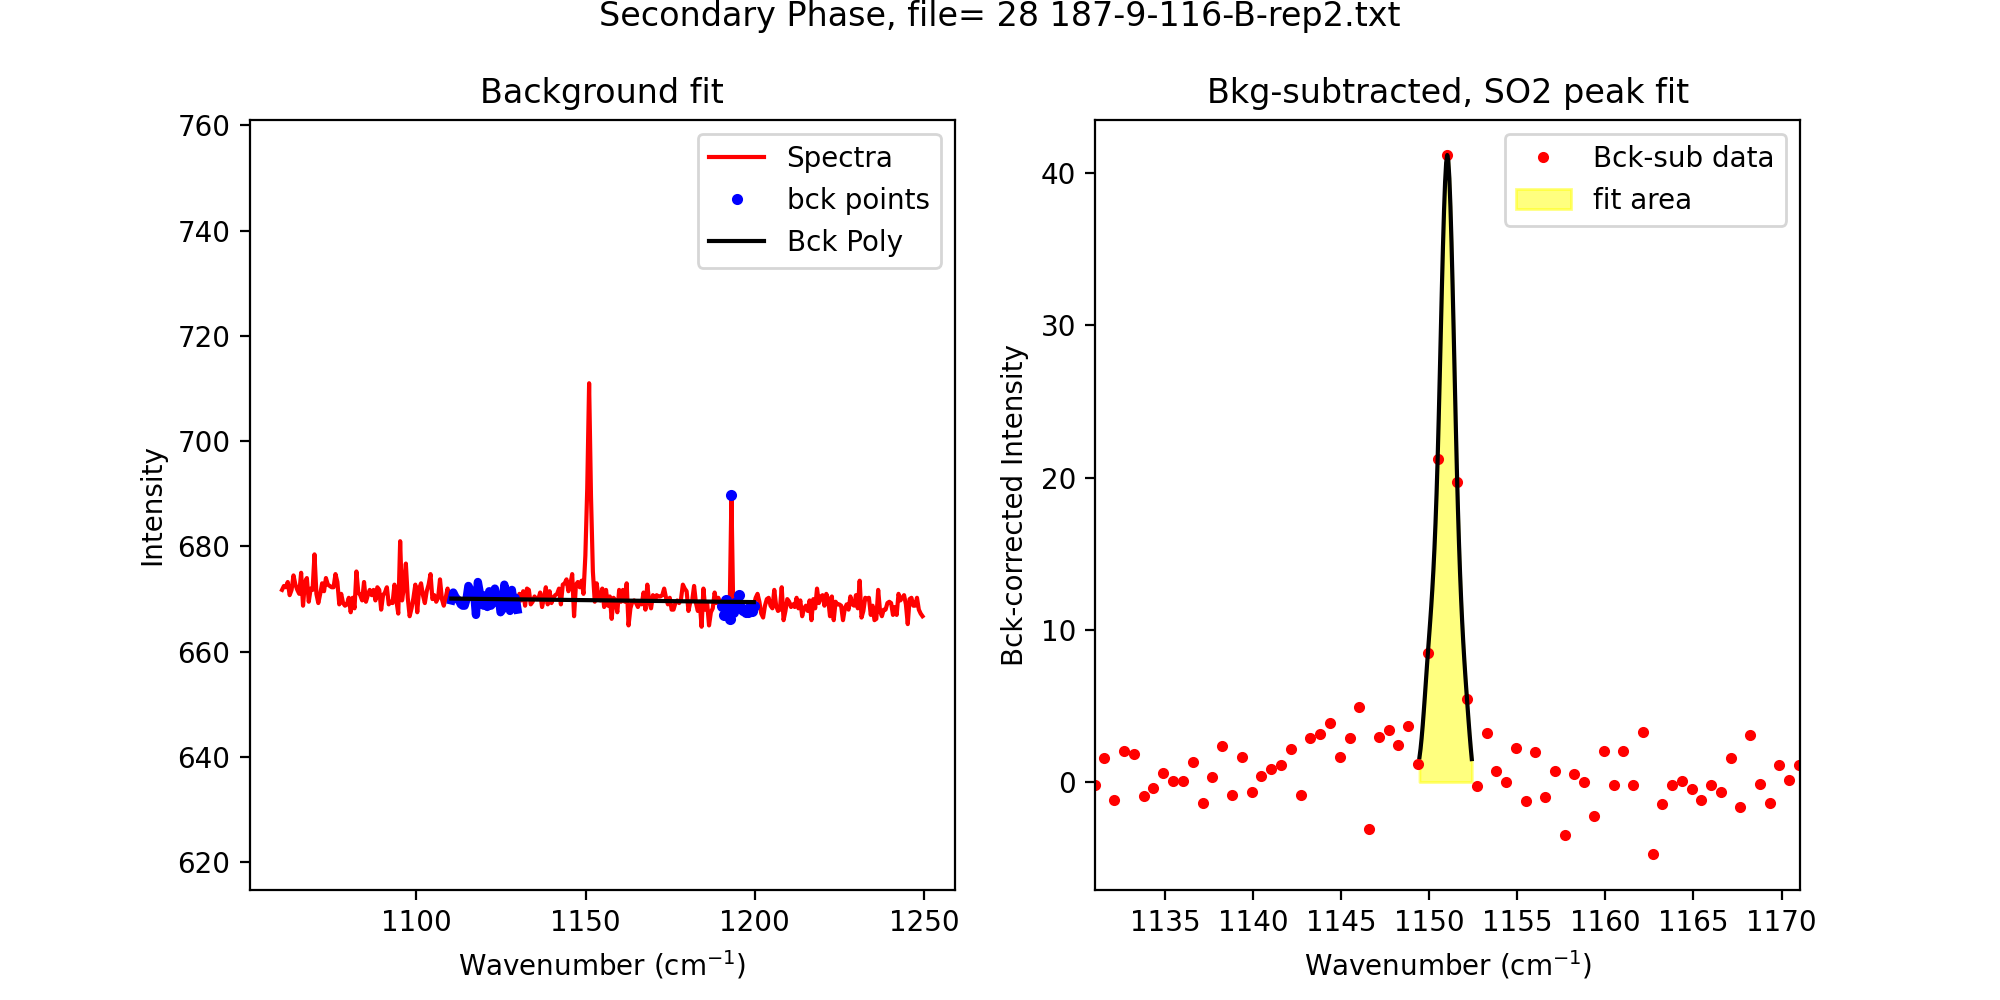 Secondary Phase, file= 28 187-9-116-B-rep2.txt
Background fit
760
740
720
700
680
660
640
620
Intensity
Spectra
bck points
Bck Poly
1100 1150 1200 1250
Wavenumber (cm⁻¹)
Bkg-subtracted, SO2 peak fit
40
30
20
10
0
Bck-corrected Intensity
Bck-sub data
fit area
1135 1140 1145 1150 1155 1160 1165 1170
Wavenumber (cm⁻¹)